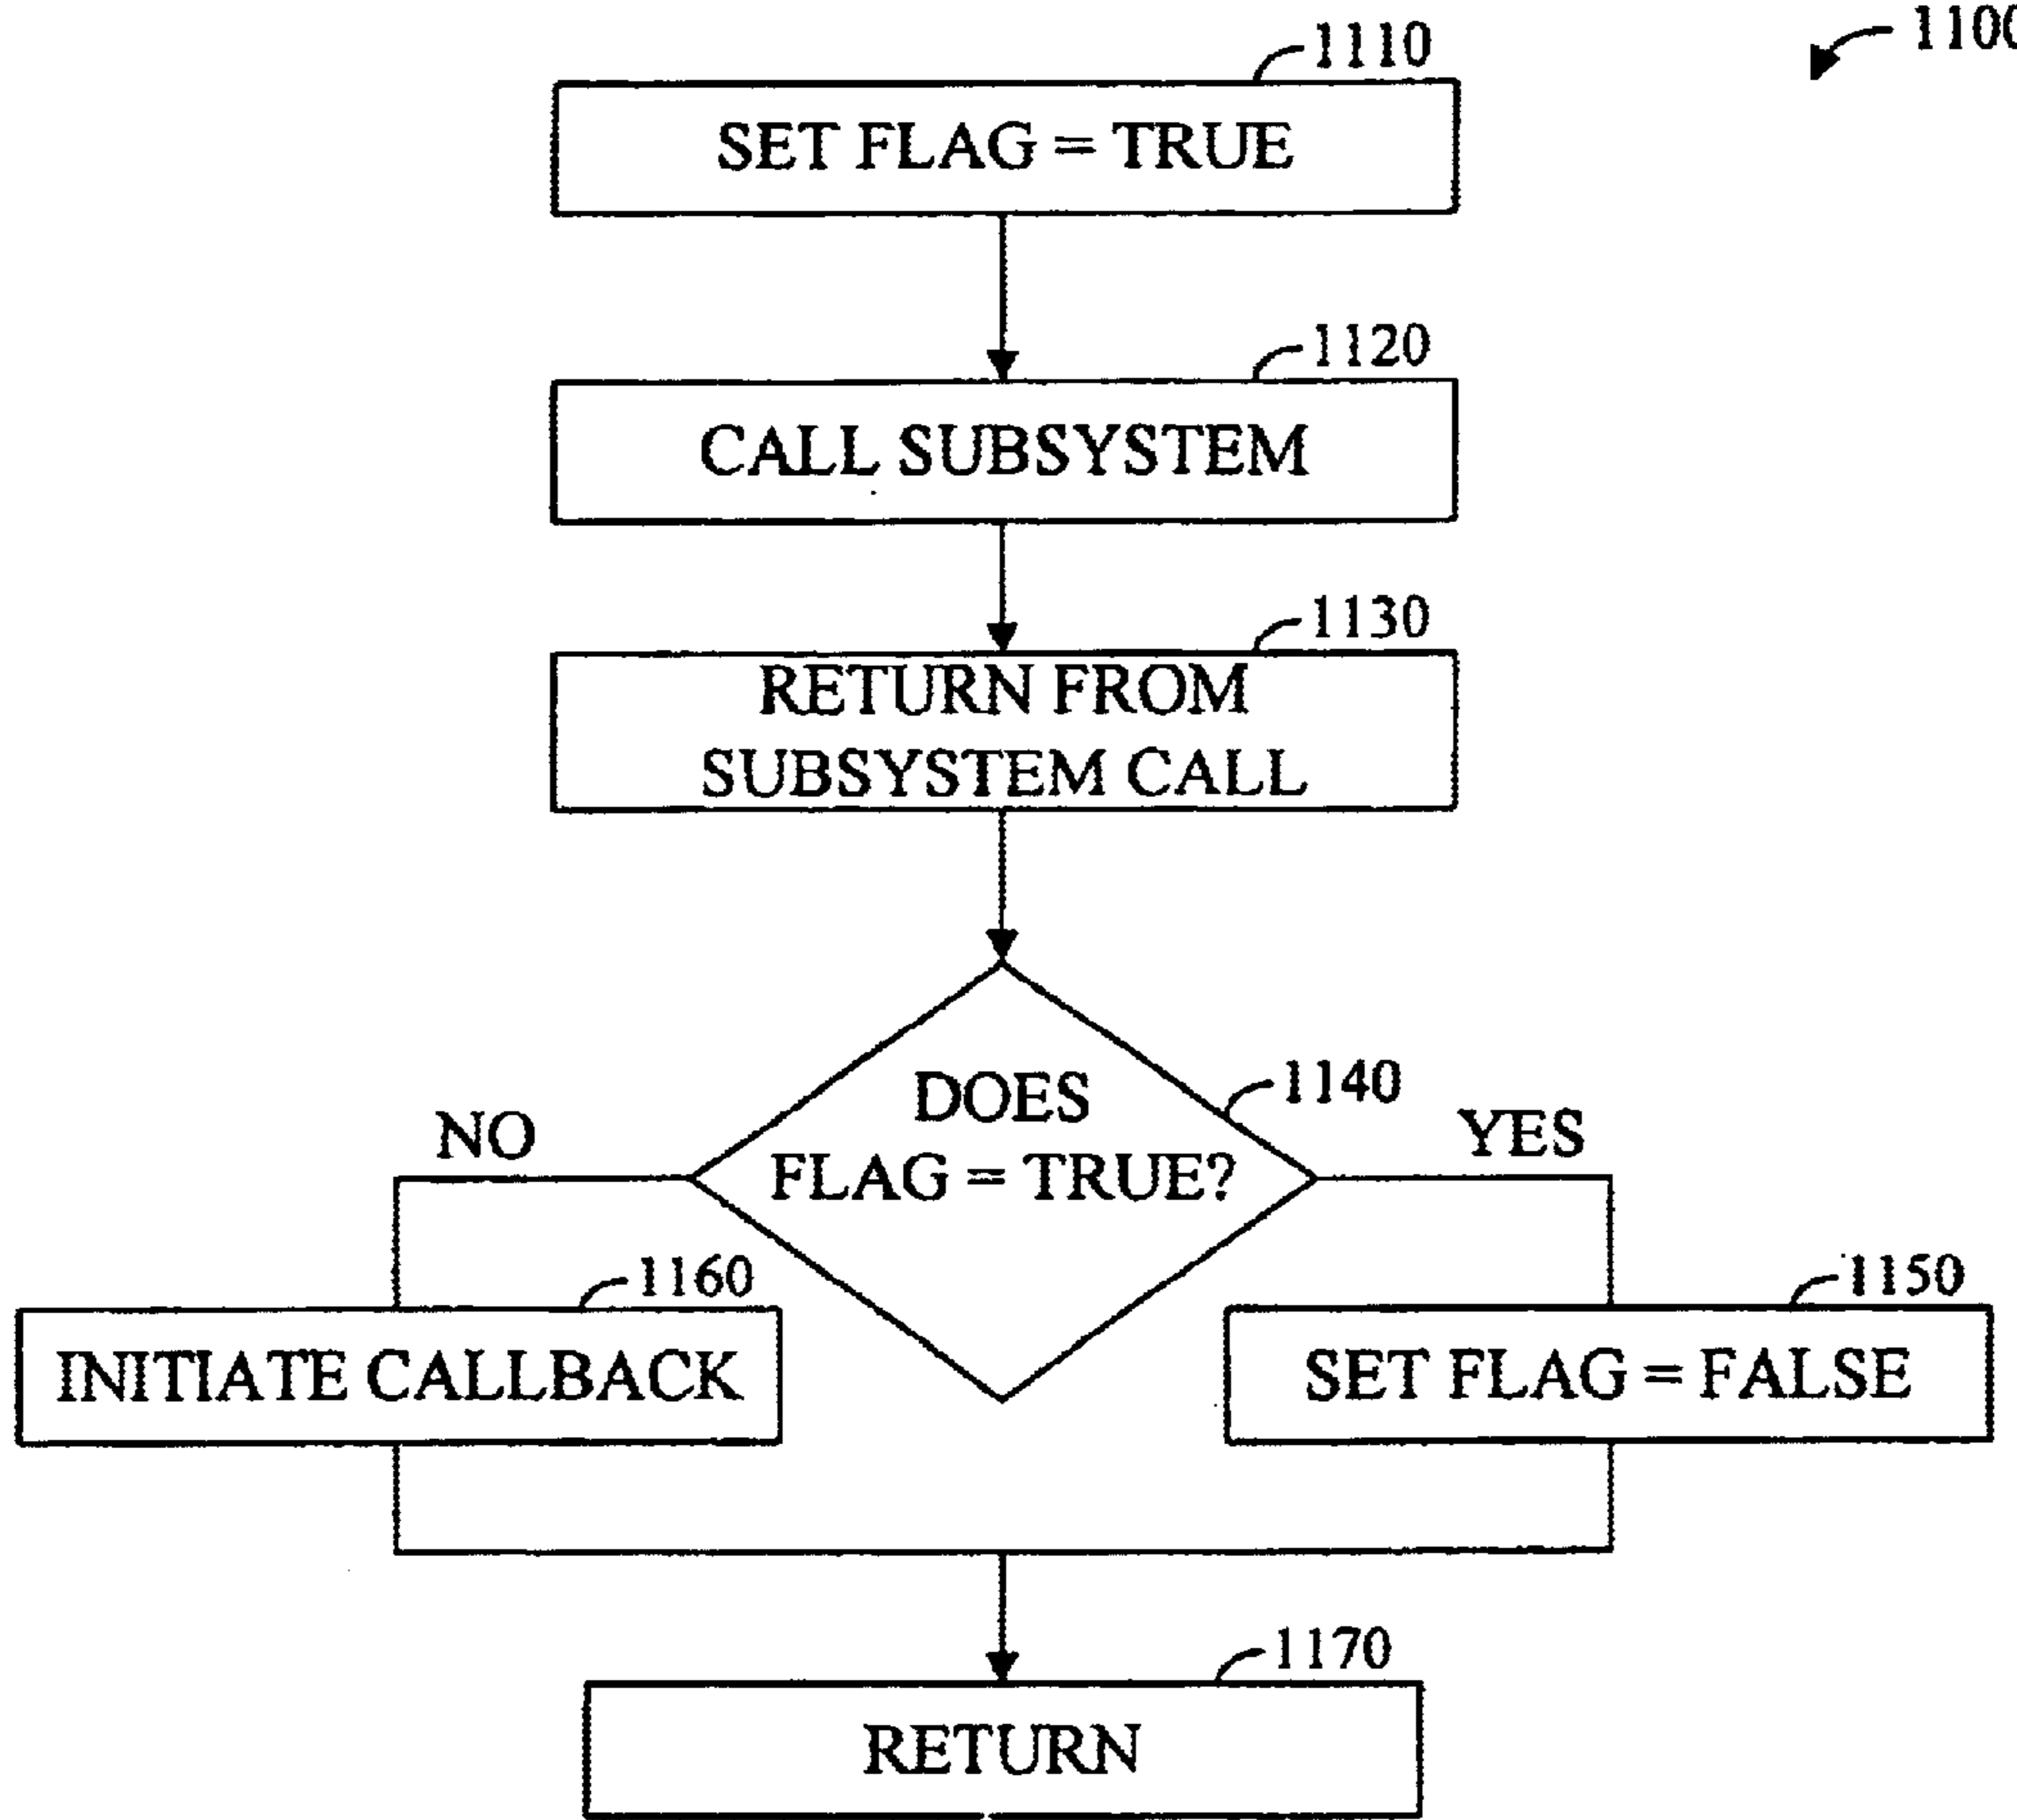 1100
1110
SET FLAG = TRUE
1120
CALL SUBSYSTEM
1130
RETURN FROM
SUBSYSTEM CALL
1140
DOES
FLAG = TRUE?
NO
YES
1160
INITIATE CALLBACK
1150
SET FLAG = FALSE
1170
RETURN